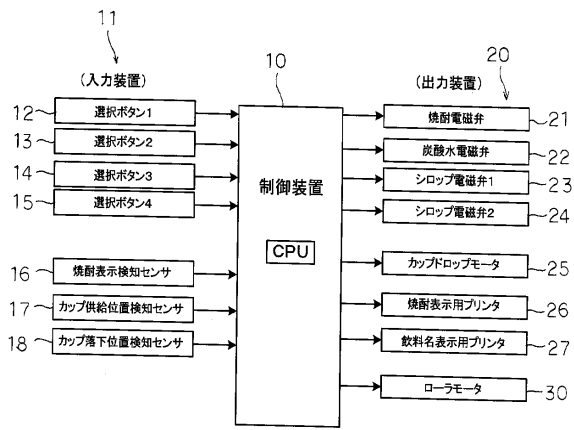 11
(入力装置)
12 選択ボタン1
13 選択ボタン2
14 選択ボタン3
15 選択ボタン4
16 焼酎表示検知センサ
17 カップ供給位置検知センサ
18 カップ落下位置検知センサ
10
制御装置
CPU
(出力装置)
20
焼酎電磁弁 21
炭酸水電磁弁 22
シロップ電磁弁1 23
シロップ電磁弁2 24
カップドロップモータ 25
焼酎表示用プリンタ 26
飲料名表示用プリンタ 27
ローラモータ 30